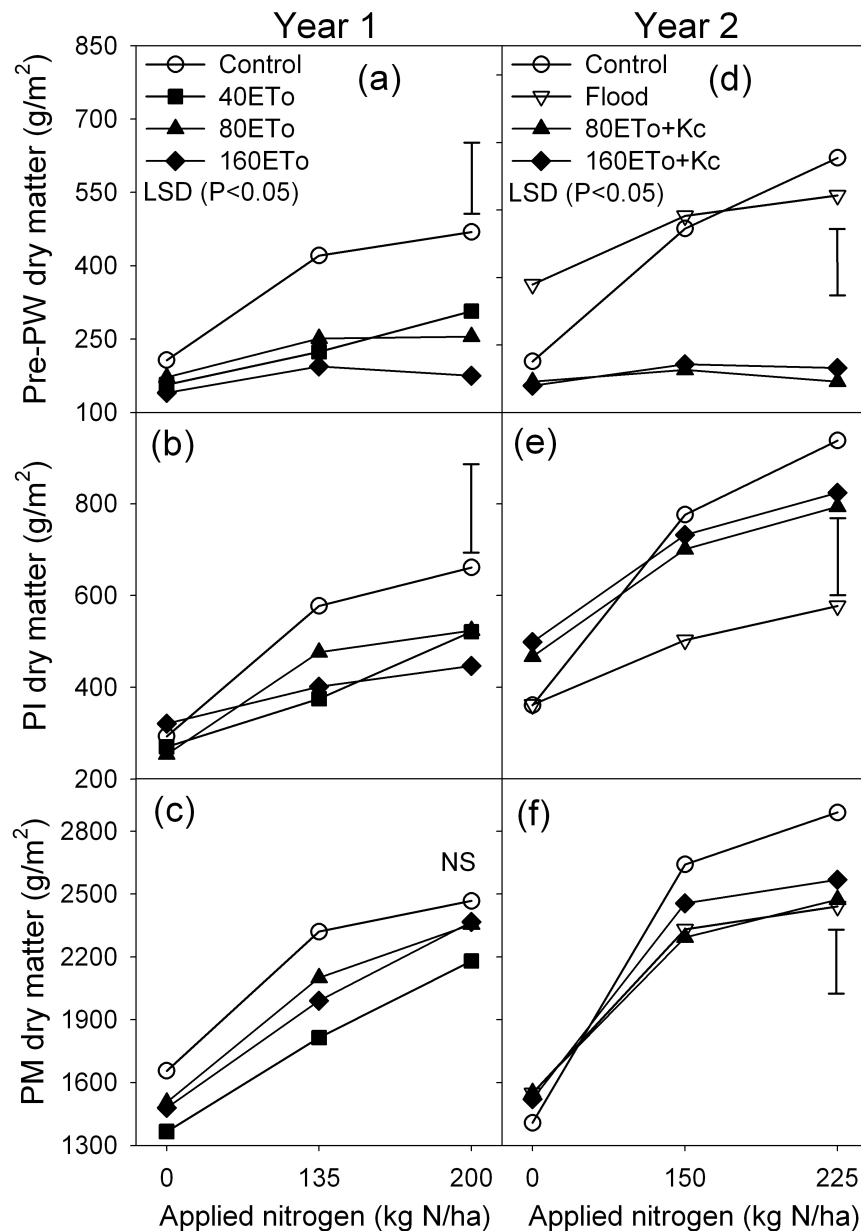 Year 1
Year 2
Pre-PW dry matter (g/m²)
850
700
550
400
250
100
Control
40ETo
80ETo
160ETo
LSD (P<0.05)
(a)
Control
Flood
80ETo+Kc
160ETo+Kc
LSD (P<0.05)
(d)
PI dry matter (g/m²)
800
600
400
200
(b)
(e)
PM dry matter (g/m²)
2800
2500
2200
1900
1600
1300
(c)
NS
(f)
0 135 200
0 150 225
Applied nitrogen (kg N/ha)
Applied nitrogen (kg N/ha)